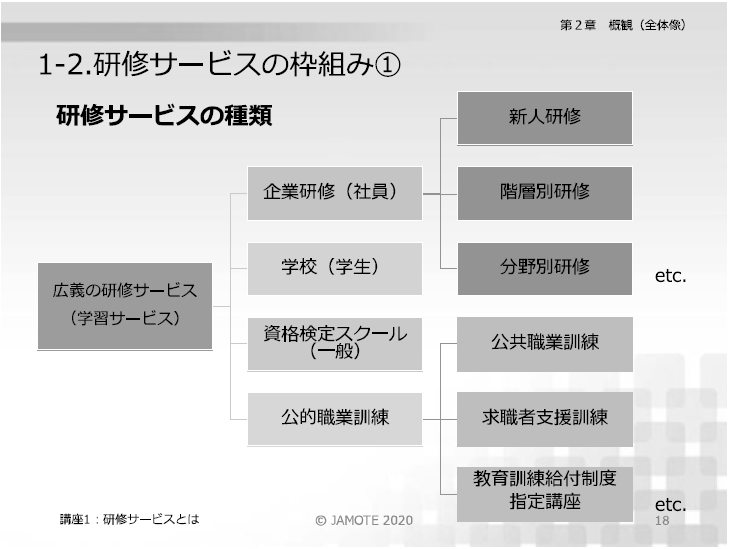 第２章　概観（全体像）
1-2.研修サービスの枠組み①
研修サービスの種類
広義の研修サービス
（学習サービス）
企業研修（社員）
新人研修
階層別研修
分野別研修
etc.
学校（学生）
資格検定スクール
（一般）
公的職業訓練
公共職業訓練
求職者支援訓練
教育訓練給付制度
指定講座
etc.
講座1：研修サービスとは
© JAMOTE 2020
18